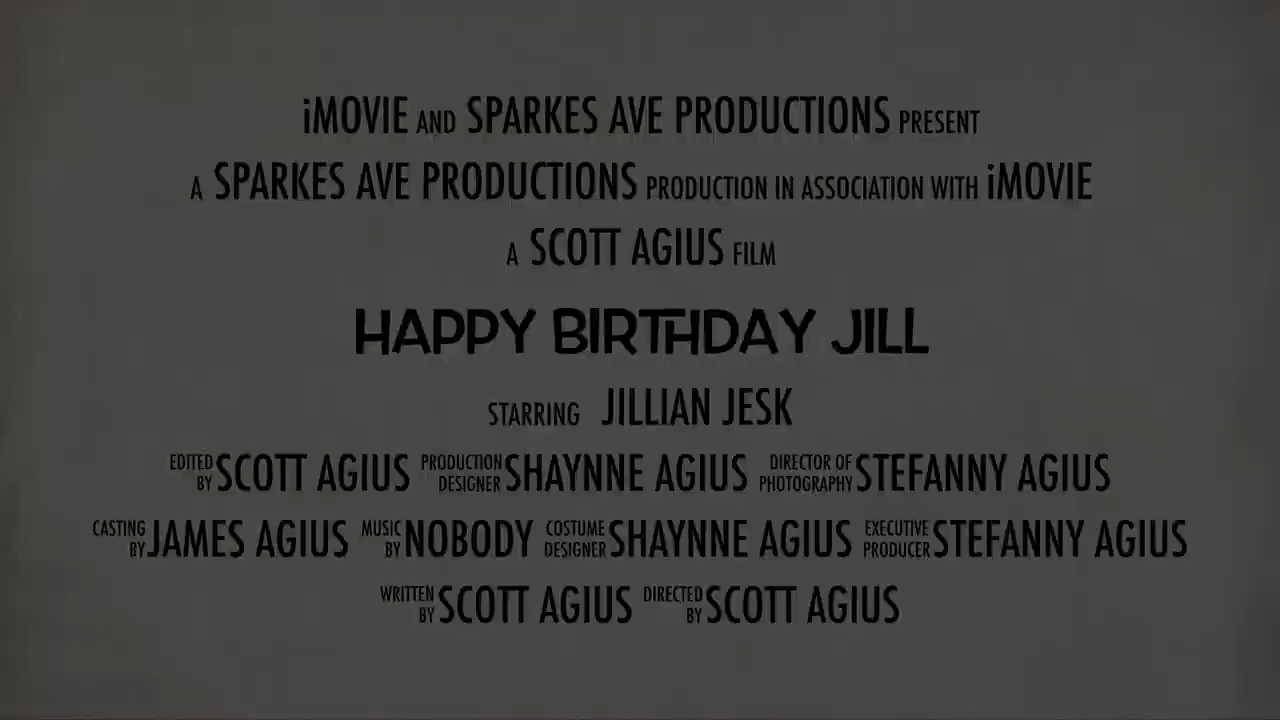 iMOVIE AND SPARKES AVE PRODUCTIONS PRESENT
A SPARKES AVE PRODUCTIONS PRODUCTION IN ASSOCIATION WITH iMOVIE
A SCOTT AGIUS FILM
HAPPY BIRTHDAY JILL
STARRING JILLIAN JESK
EDITED BY SCOTT AGIUS PRODUCTION DESIGNER SHAYNNE AGIUS DIRECTOR OF PHOTOGRAPHY STEFANNY AGIUS
CASTING BY JAMES AGIUS MUSIC BY NOBODY COSTUME DESIGNER SHAYNNE AGIUS EXECUTIVE PRODUCER STEFANNY AGIUS
WRITTEN BY SCOTT AGIUS DIRECTED BY SCOTT AGIUS